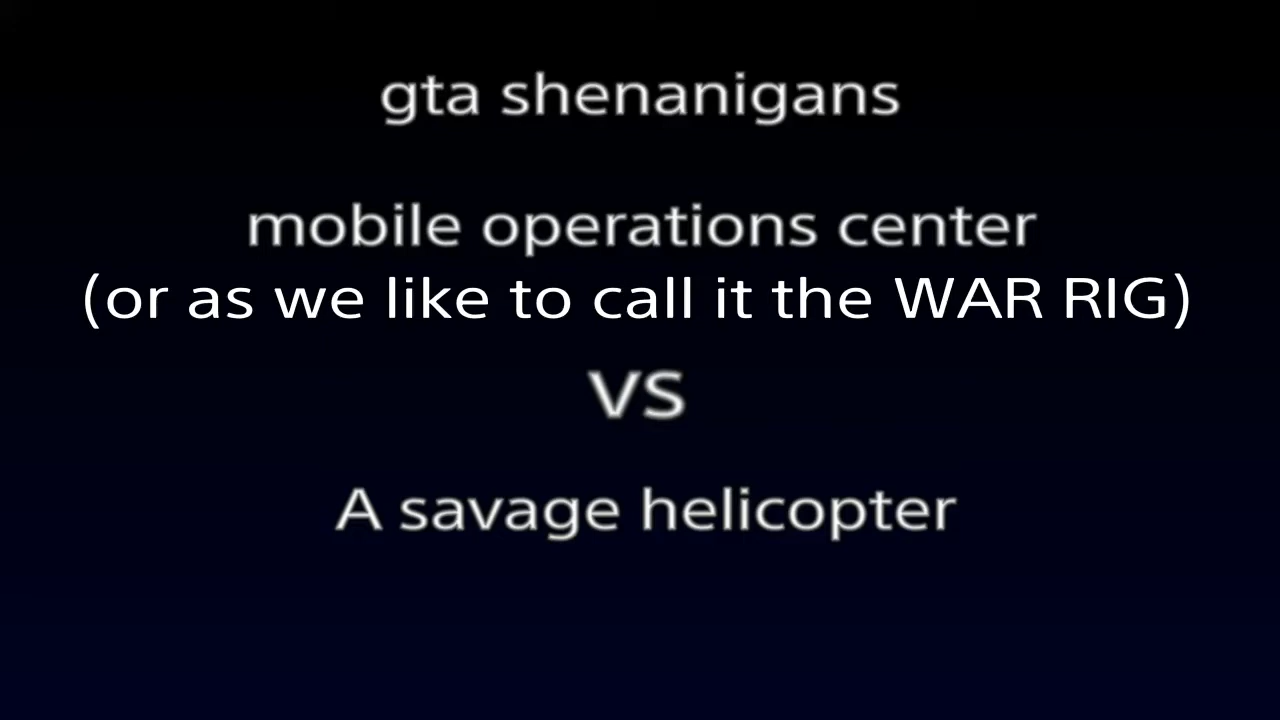 gta shenanigans
mobile operations center
(or as we like to call it the WAR RIG)
vs
A savage helicopter